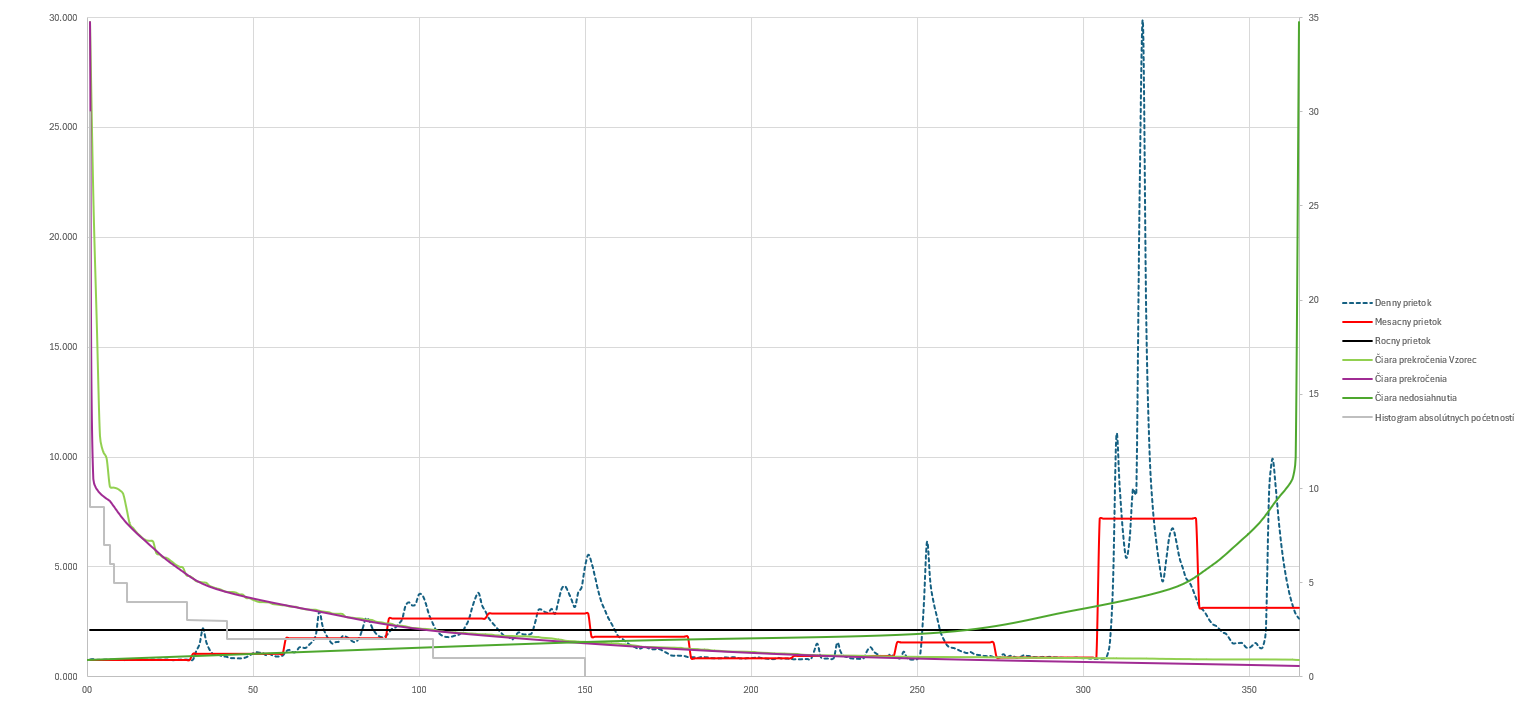 30.000
25.000
20.000
15.000
10.000
5.000
0.000
35
30
25
20
15
10
5
0
00 50 100 150 200 250 300 350
Denny prietok
Mesacny prietok
Rocny prietok
Čiara prekročenia Vzorec
Čiara prekročenia
Čiara nedosiahnutia
Histogram absolútnych početností